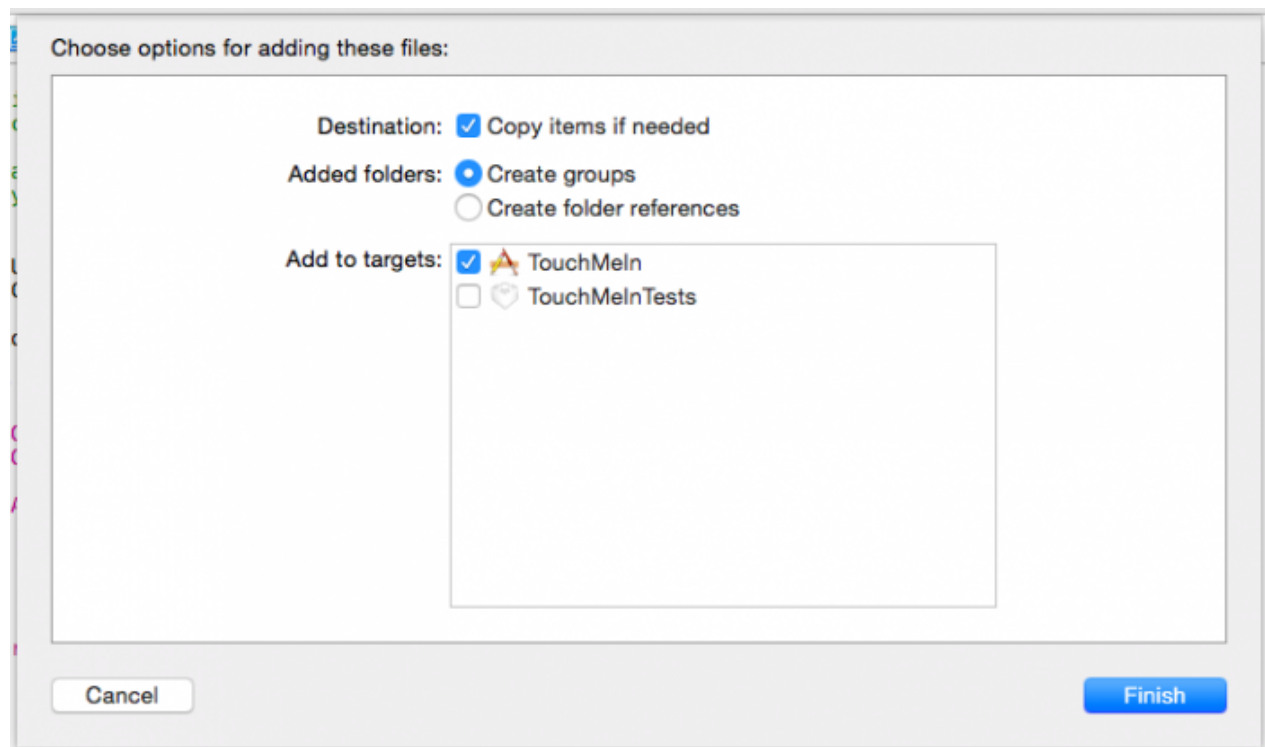 Choose options for adding these files:
Destination: Copy items if needed
Added folders: Create groups
Create folder references
Add to targets: TouchMeIn
TouchMeInTests
Cancel Finish